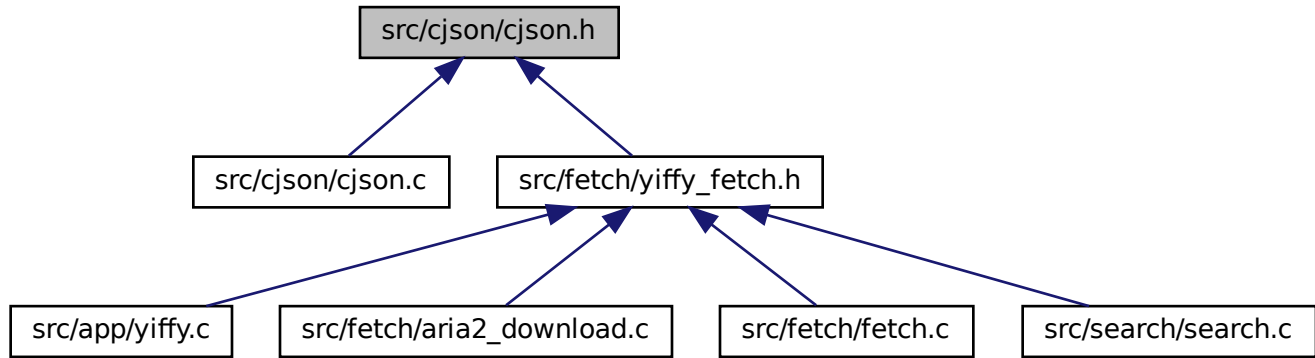 src/cjson/cjson.h
src/cjson/cjson.c
src/fetch/yiffy_fetch.h
src/app/yiffy.c
src/fetch/aria2_download.c
src/fetch/fetch.c
src/search/search.c